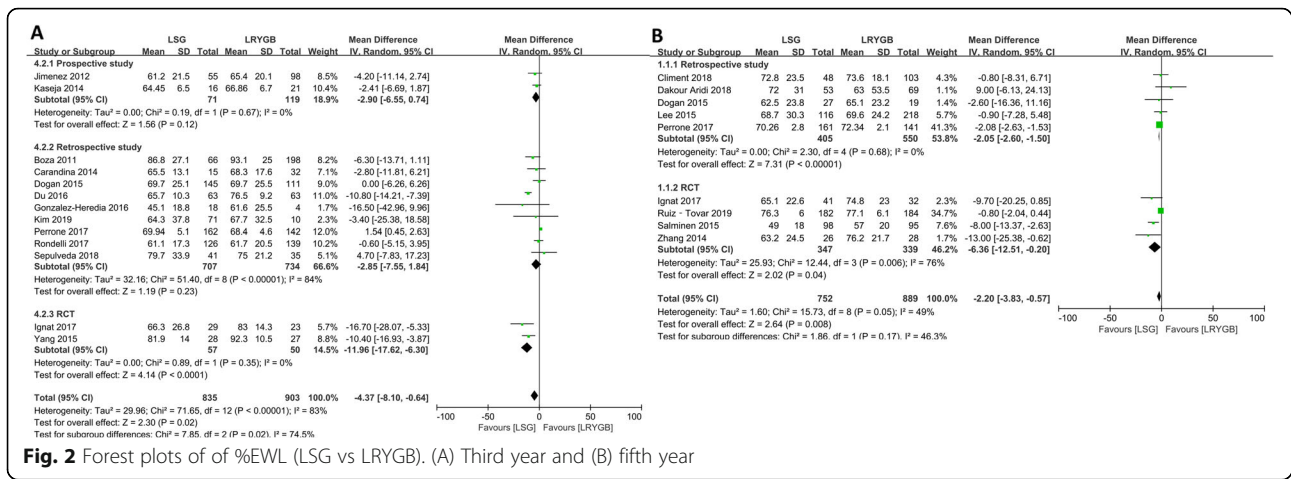 A
LSG LRYGB Mean Difference Mean Difference
Study or Subgroup Mean SD Total Mean SD Total Weight IV. Random. 95% CI IV. Random. 95% CI
4.2.1 Prospective study
Jimenez 2012 61.2 21.5 55 65.4 20.1 98 8.5% -4.20 [-11.14, 2.74]
Kaseja 2014 64.45 6.5 16 66.86 6.7 21 10.4% -2.41 [-6.69, 1.87]
Subtotal (95% CI) 71 119 18.9% -2.90 [-6.55, 0.74]
Heterogeneity: Tau² = 0.00; Chi² = 0.19, df = 1 (P = 0.67); I² = 0%
Test for overall effect: Z = 1.56 (P = 0.12)
4.2.2 Retrospective study
Boza 2011 86.8 27.1 66 93.1 25 198 8.2% -6.30 [-13.71, 1.11]
Carandina 2014 65.5 13.1 15 68.3 17.6 32 7.2% -2.80 [-11.81, 6.21]
Dogan 2015 69.7 25.1 145 69.7 25.5 111 9.0% 0.00 [-6.26, 6.26]
Du 2016 65.7 10.3 63 76.5 9.2 63 11.0% -10.80 [-14.21, -7.39]
Gonzalez-Heredia 2016 45.1 18.8 18 61.6 25.5 4 1.7% -16.50 [-42.96, 9.96]
Kim 2019 64.3 37.8 71 67.7 32.5 10 2.2% -3.40 [-25.38, 18.58]
Perrone 2017 69.94 5.1 162 68.4 4.6 142 12.1% 1.54 [0.45, 2.63]
Rondelli 2017 61.1 17.3 126 61.7 20.5 139 10.2% -0.60 [-5.15, 3.95]
Sepulveda 2018 79.7 33.9 41 75 21.2 35 5.1% 4.70 [-7.83, 17.23]
Subtotal (95% CI) 707 734 66.6% -2.85 [-7.55, 1.84]
Heterogeneity: Tau² = 32.16; Chi² = 51.40, df = 8 (P < 0.00001); I² = 84%
Test for overall effect: Z = 1.19 (P = 0.23)
4.2.3 RCT
Ignat 2017 66.3 26.8 29 83 14.3 23 5.7% -16.70 [-28.07, -5.33]
Yang 2015 81.9 14 28 92.3 10.5 27 8.8% -10.40 [-16.93, -3.87]
Subtotal (95% CI) 57 50 14.5% -11.96 [-17.62, -6.30]
Heterogeneity: Tau² = 0.00; Chi² = 0.89, df = 1 (P = 0.35); I² = 0%
Test for overall effect: Z = 4.14 (P < 0.0001)
Total (95% CI) 835 903 100.0% -4.37 [-8.10, -0.64]
Heterogeneity: Tau² = 29.96; Chi² = 71.65, df = 12 (P < 0.00001); I² = 83%
Test for overall effect: Z = 2.30 (P = 0.02)
Test for subgroup differences: Chi² = 7.85, df = 2 (P = 0.02), I² = 74.5%
-100 -50 0 50 100
Favours [LSG] Favours [LRYGB]
B
LSG LRYGB Mean Difference Mean Difference
Study or Subgroup Mean SD Total Mean SD Total Weight IV. Random. 95% CI IV. Random. 95% CI
1.1.1 Retrospective study
Climent 2018 72.8 23.5 48 73.6 18.1 103 4.3% -0.80 [-8.31, 6.71]
Dakour Aridi 2018 72 31 53 63 53.5 69 1.1% 9.00 [-6.13, 24.13]
Dogan 2015 62.5 23.8 27 65.1 23.2 19 1.3% -2.60 [-16.36, 11.16]
Lee 2015 68.7 30.3 116 69.6 24.2 218 5.8% -0.90 [-7.28, 5.48]
Perrone 2017 70.26 2.8 161 72.34 2.1 141 41.3% -2.08 [-2.63, -1.53]
Subtotal (95% CI) 405 550 53.8% -2.05 [-2.60, -1.50]
Heterogeneity: Tau² = 0.00; Chi² = 2.30, df = 4 (P = 0.68); I² = 0%
Test for overall effect: Z = 7.31 (P < 0.00001)
1.1.2 RCT
Ignat 2017 65.1 22.6 41 74.8 23 32 2.3% -9.70 [-20.25, 0.85]
Ruiz - Tovar 2019 76.3 6 182 77.1 6.1 184 34.7% -0.80 [-2.04, 0.44]
Salminen 2015 49 18 98 57 20 95 7.5% -8.00 [-13.37, -2.63]
Zhang 2014 63.2 24.5 26 76.2 21.7 28 1.7% -13.00 [-25.38, -0.62]
Subtotal (95% CI) 347 339 46.2% -6.36 [-12.51, -0.20]
Heterogeneity: Tau² = 25.93; Chi² = 12.44, df = 3 (P = 0.006); I² = 76%
Test for overall effect: Z = 2.02 (P = 0.04)
Total (95% CI) 752 889 100.0% -2.20 [-3.83, -0.57]
Heterogeneity: Tau² = 1.60; Chi² = 15.73, df = 8 (P = 0.05); I² = 49%
Test for overall effect: Z = 2.64 (P = 0.008)
Test for subgroup differences: Chi² = 1.86, df = 1 (P = 0.17), I² = 46.3%
-100 -50 0 50 100
Favours [LSG] Favours [LRYGB]
Fig. 2 Forest plots of of %EWL (LSG vs LRYGB). (A) Third year and (B) fifth year